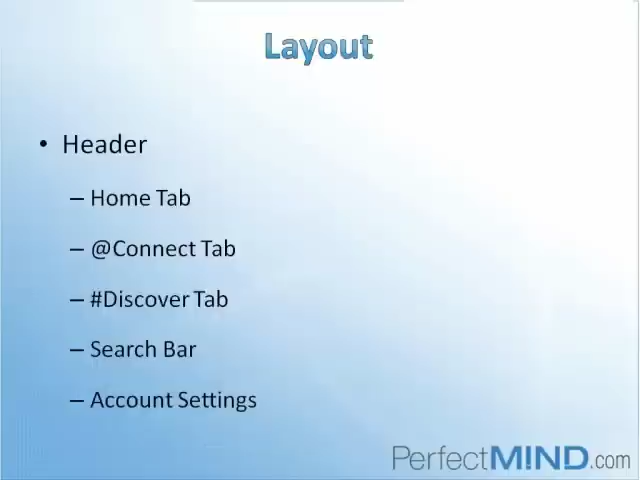 Layout
• Header
– Home Tab
– @Connect Tab
– #Discover Tab
– Search Bar
– Account Settings
PerfectMIND.com